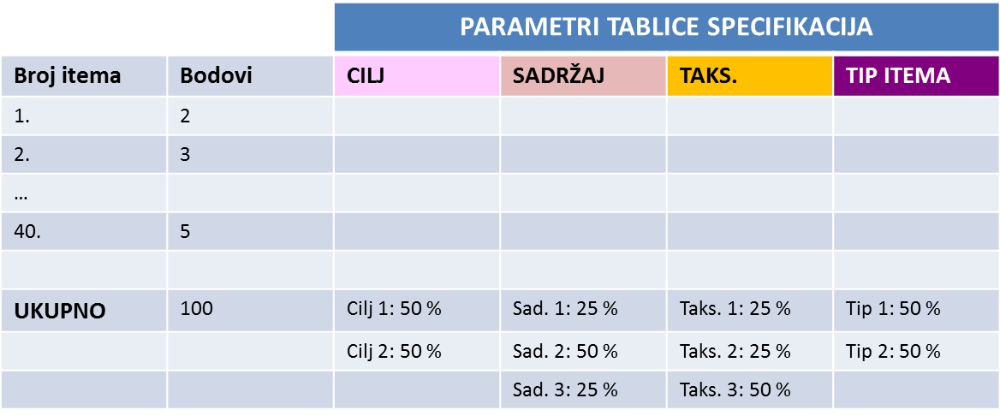 PARAMETRI TABLICE SPECIFIKACIJA
Broj itema Bodovi CILJ SADRŽAJ TAKS. TIP ITEMA
1. 2
2. 3
…
40. 5
UKUPNO 100 Cilj 1: 50 % Sad. 1: 25 % Taks. 1: 25 % Tip 1: 50 %
Cilj 2: 50 % Sad. 2: 50 % Taks. 2: 25 % Tip 2: 50 %
Sad. 3: 25 % Taks. 3: 50 %